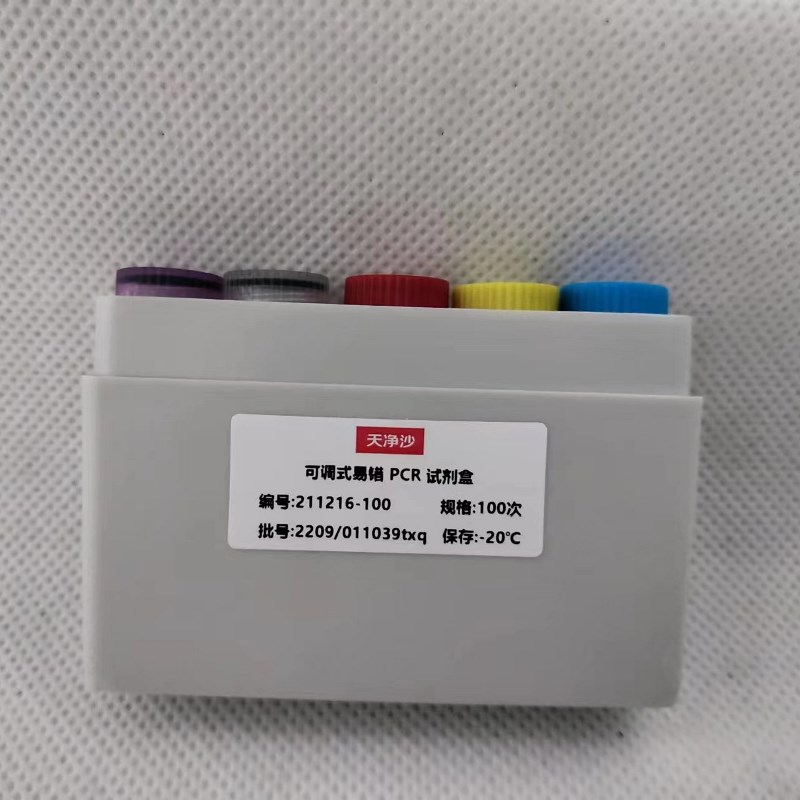 天净沙
可调式易错 PCR 试剂盒
编号:211216-100 规格:100次
批号:2209/011039txq 保存:-20℃